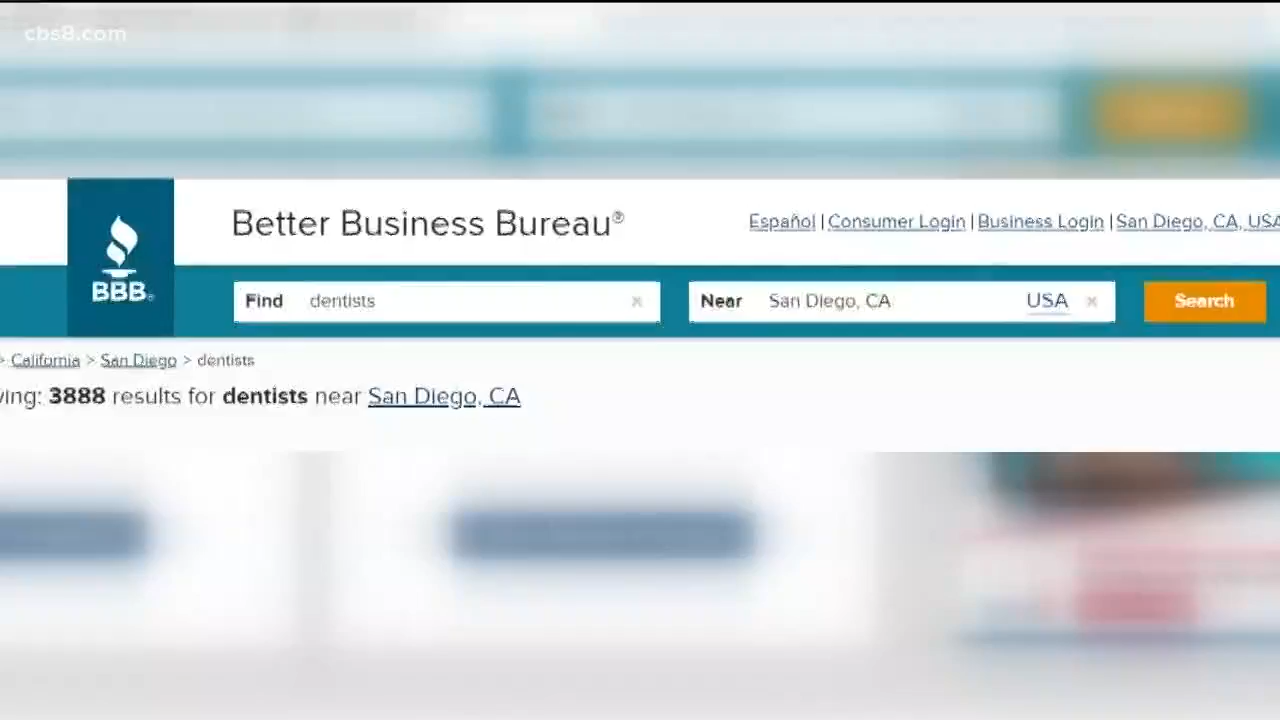 cbs8.com
Better Business Bureau®
Español | Consumer Login | Business Login | San Diego, CA, USA
BBB®
Find dentists × Near San Diego, CA USA × Search
> California > San Diego > dentists
ving: 3888 results for dentists near San Diego, CA